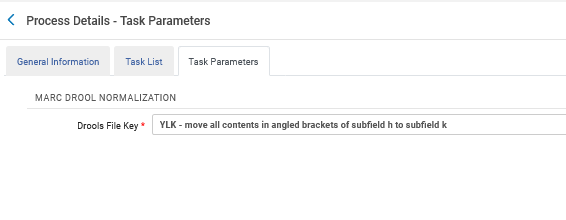 Process Details - Task Parameters
General Information Task List Task Parameters
MARC DROOL NORMALIZATION
Drools File Key * YLK - move all contents in angled brackets of subfield h to subfield k